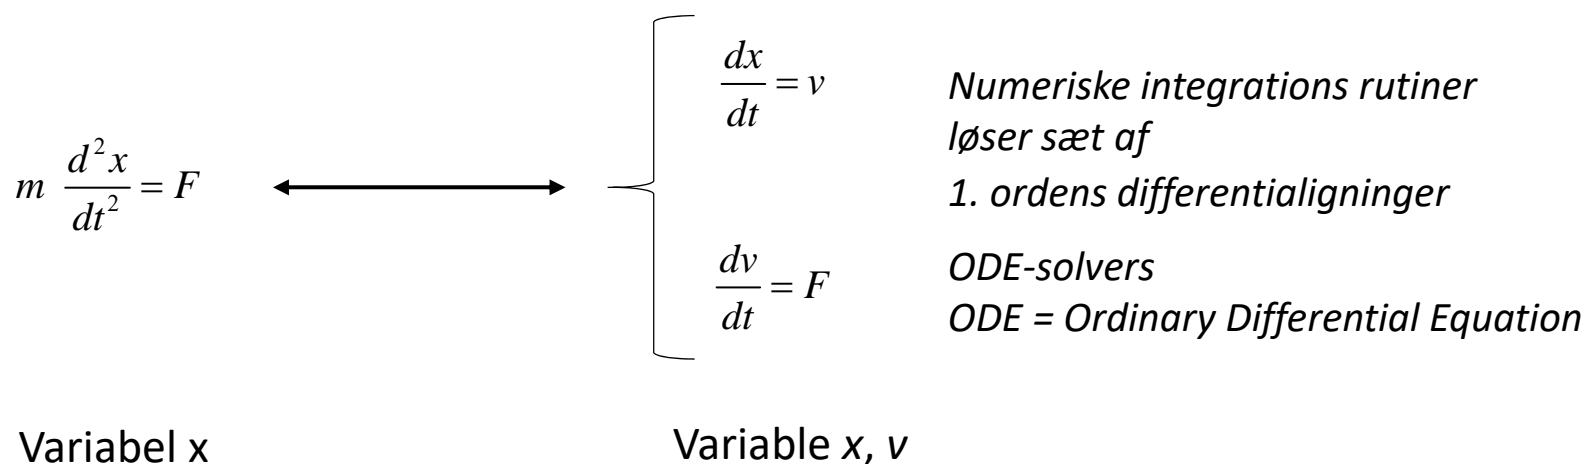 m d²x/dt² = F
dx/dt = v
dv/dt = F
Numeriske integrations rutiner
løser sæt af
1. ordens differentialigninger
ODE-solvers
ODE = Ordinary Differential Equation
Variabel x
Variable x, v